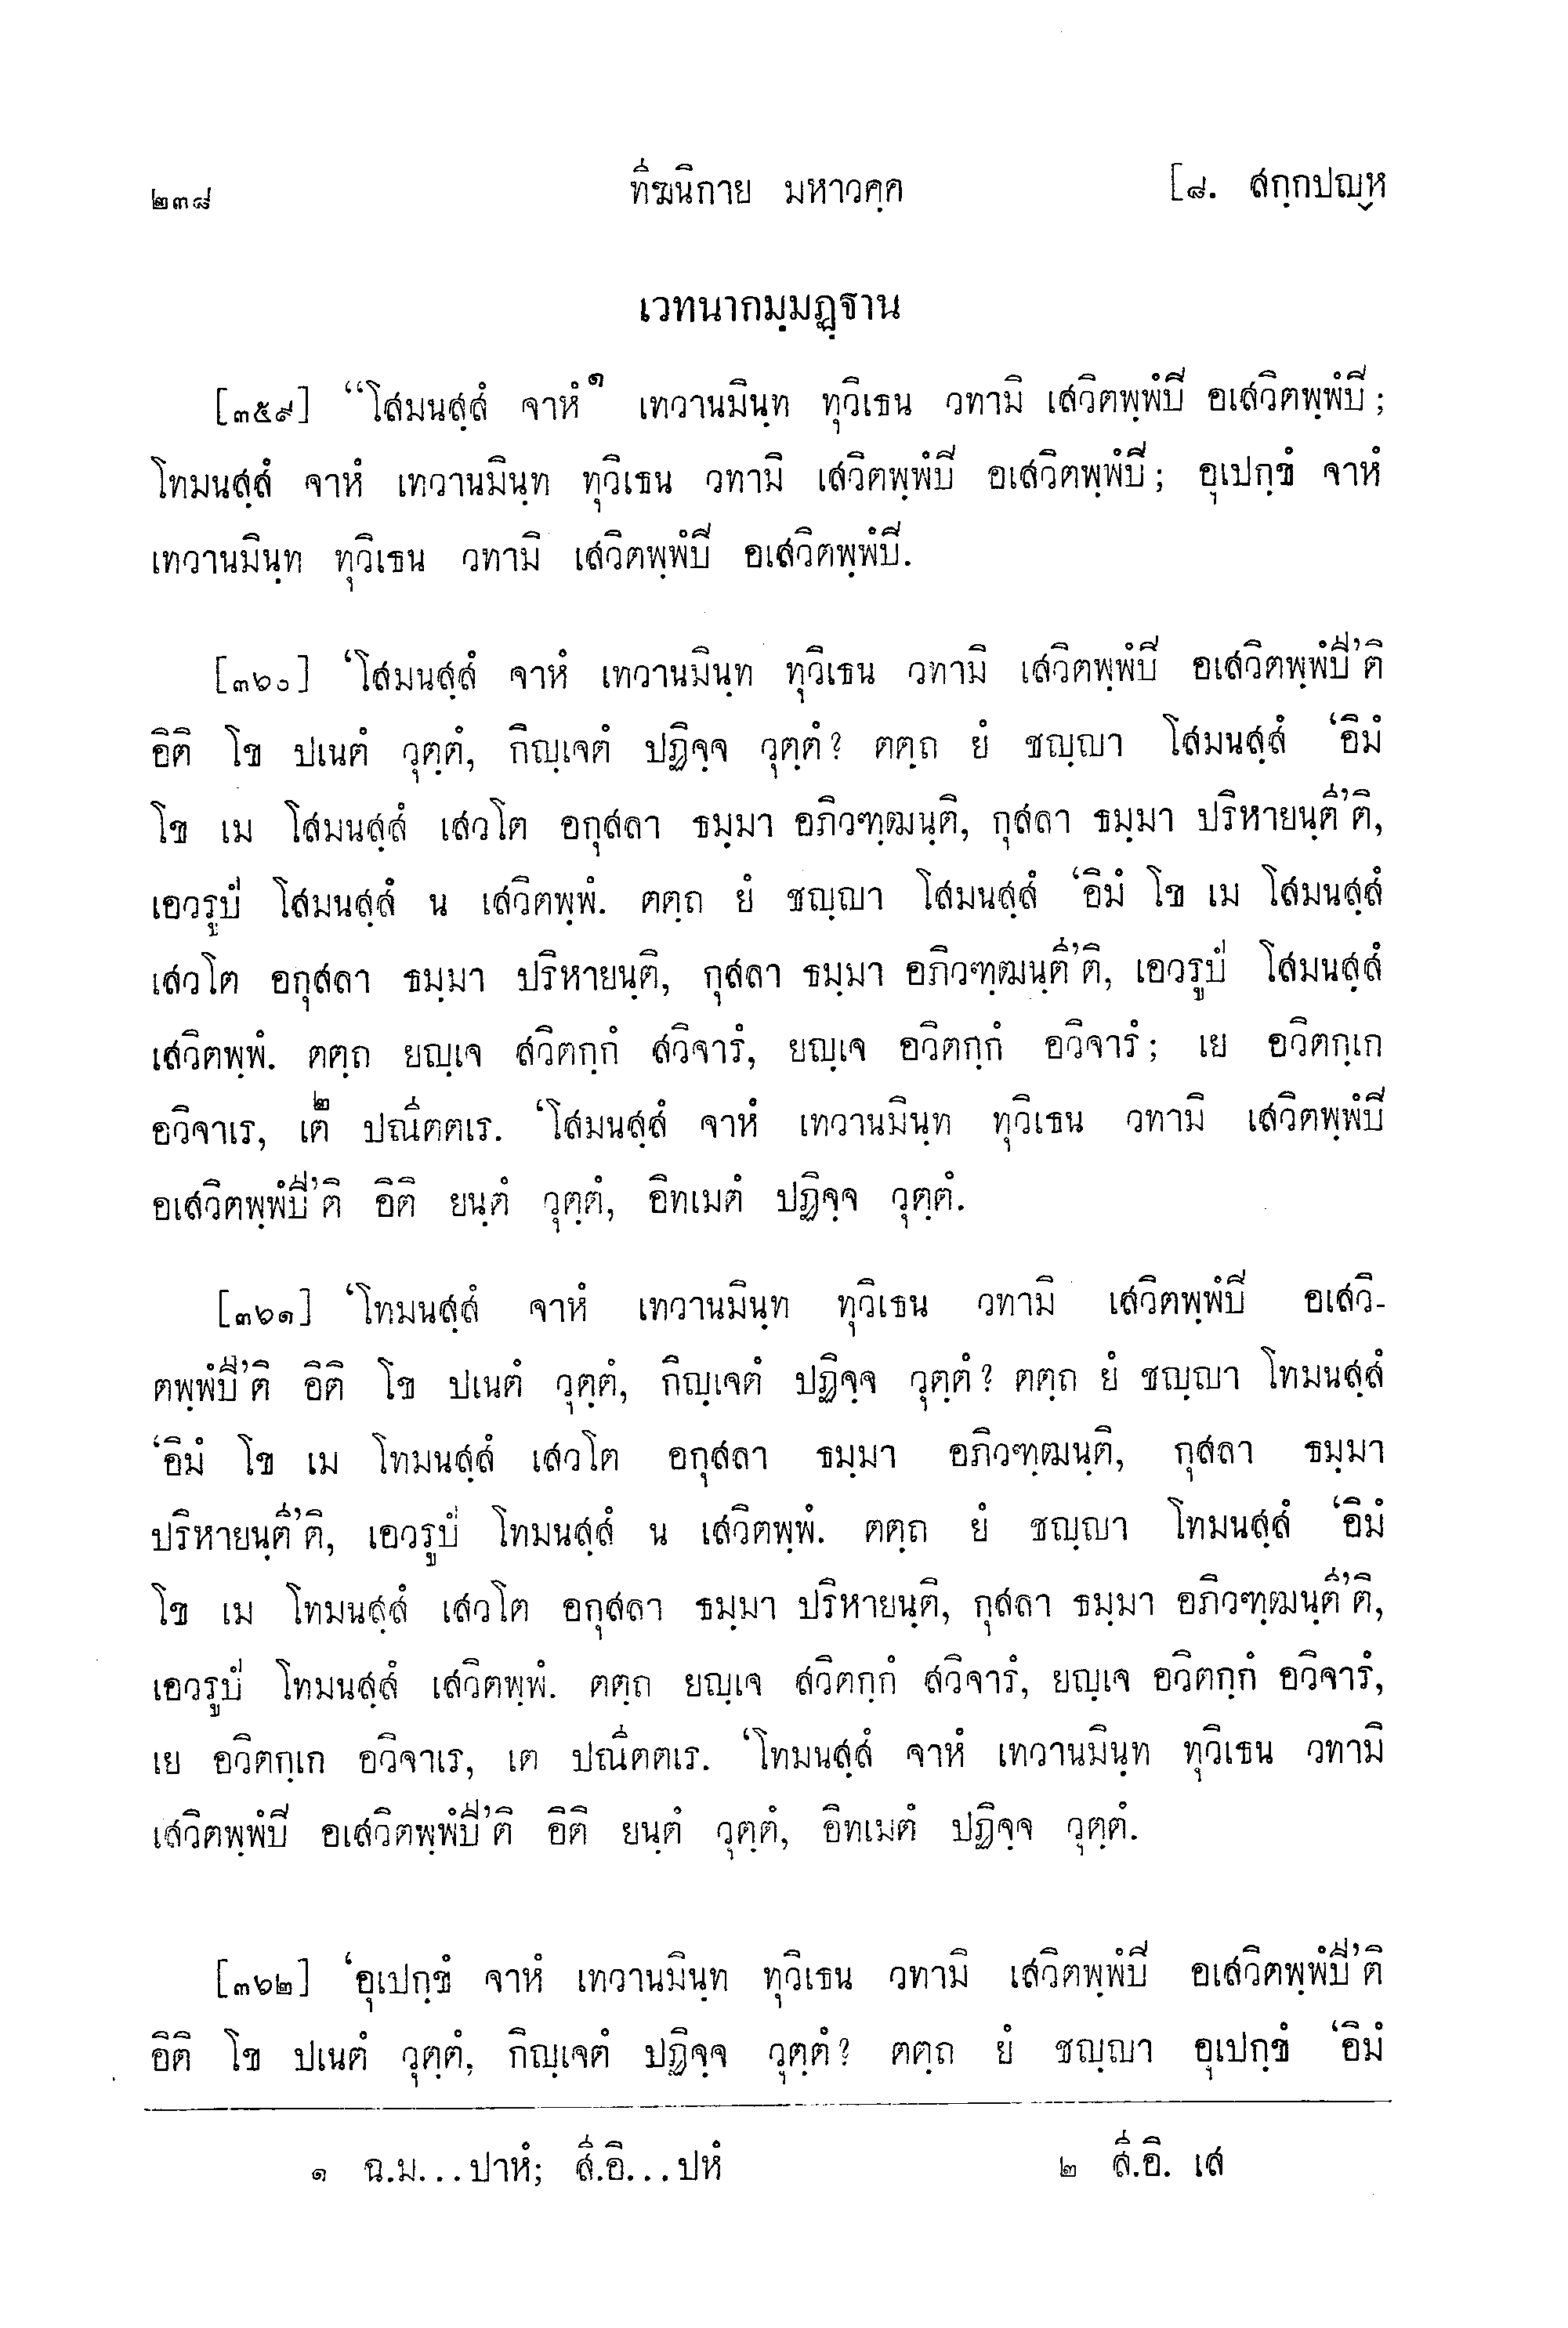 ๒๓๘ ทีฆนิกาย มหาวคฺค [๘. สกฺกปญฺห
เวทนากมฺมฏฺฐาน
[๓๕๙] “โสมนสฺสํ จาหํ๑ เทวานมินฺท ทุวิเธน วทามิ เสวิตพฺพํปิ อเสวิตพฺพํปิ;
โทมนสฺสํ จาหํ เทวานมินฺท ทุวิเธน วทามิ เสวิตพฺพํปิ อเสวิตพฺพํปิ; อุเปกฺขํ จาหํ
เทวานมินฺท ทุวิเธน วทามิ เสวิตพฺพํปิ อเสวิตพฺพํปิ.
[๓๖๐] ‘โสมนสฺสํ จาหํ เทวานมินฺท ทุวิเธน วทามิ เสวิตพฺพํปิ อเสวิตพฺพํปี’ติ
อิติ โข ปเนตํ วุตฺตํ, กิญฺเจตํ ปฏิจฺจ วุตฺตํ? ตตฺถ ยํ ชญฺญา โสมนสฺสํ ‘อิมํ
โข เม โสมนสฺสํ เสวโต อกุสลา ธมฺมา อภิวฑฺฒนฺติ, กุสลา ธมฺมา ปริหายนฺตี’ติ,
เอวรูปํ โสมนสฺสํ น เสวิตพฺพํ. ตตฺถ ยํ ชญฺญา โสมนสฺสํ ‘อิมํ โข เม โสมนสฺสํ
เสวโต อกุสลา ธมฺมา ปริหายนฺติ, กุสลา ธมฺมา อภิวฑฺฒนฺตี’ติ, เอวรูปํ โสมนสฺสํ
เสวิตพฺพํ. ตตฺถ ยญฺเจ สวิตกฺกํ สวิจารํ, ยญฺเจ อวิตกฺกํ อวิจารํ; เย อวิตกฺเก
อวิจาเร, เต๒ ปณีตตเร. ‘โสมนสฺสํ จาหํ เทวานมินฺท ทุวิเธน วทามิ เสวิตพฺพํปิ
อเสวิตพฺพํปี’ติ อิติ ยนฺตํ วุตฺตํ, อิทเมตํ ปฏิจฺจ วุตฺตํ.
[๓๖๑] ‘โทมนสฺสํ จาหํ เทวานมินฺท ทุวิเธน วทามิ เสวิตพฺพํปิ อเสวิ-
ตพฺพํปี’ติ อิติ โข ปเนตํ วุตฺตํ, กิญฺเจตํ ปฏิจฺจ วุตฺตํ? ตตฺถ ยํ ชญฺญา โทมนสฺสํ
‘อิมํ โข เม โทมนสฺสํ เสวโต อกุสลา ธมฺมา อภิวฑฺฒนฺติ, กุสลา ธมฺมา
ปริหายนฺตี’ติ, เอวรูปํ โทมนสฺสํ น เสวิตพฺพํ. ตตฺถ ยํ ชญฺญา โทมนสฺสํ ‘อิมํ
โข เม โทมนสฺสํ เสวโต อกุสลา ธมฺมา ปริหายนฺติ, กุสลา ธมฺมา อภิวฑฺฒนฺตี’ติ,
เอวรูปํ โทมนสฺสํ เสวิตพฺพํ. ตตฺถ ยญฺเจ สวิตกฺกํ สวิจารํ, ยญฺเจ อวิตกฺกํ อวิจารํ,
เย อวิตกฺเก อวิจาเร, เต ปณีตตเร. ‘โทมนสฺสํ จาหํ เทวานมินฺท ทุวิเธน วทามิ
เสวิตพฺพํปิ อเสวิตพฺพํปี’ติ อิติ ยนฺตํ วุตฺตํ, อิทเมตํ ปฏิจฺจ วุตฺตํ.
[๓๖๒] ‘อุเปกฺขํ จาหํ เทวานมินฺท ทุวิเธน วทามิ เสวิตพฺพํปิ อเสวิตพฺพํปี’ติ
อิติ โข ปเนตํ วุตฺตํ, กิญฺเจตํ ปฏิจฺจ วุตฺตํ? ตตฺถ ยํ ชญฺญา อุเปกฺขํ ‘อิมํ
๑ ฉ.ม...ปาหํ; สี.อิ...ปหํ ๒ สี.อิ. เส